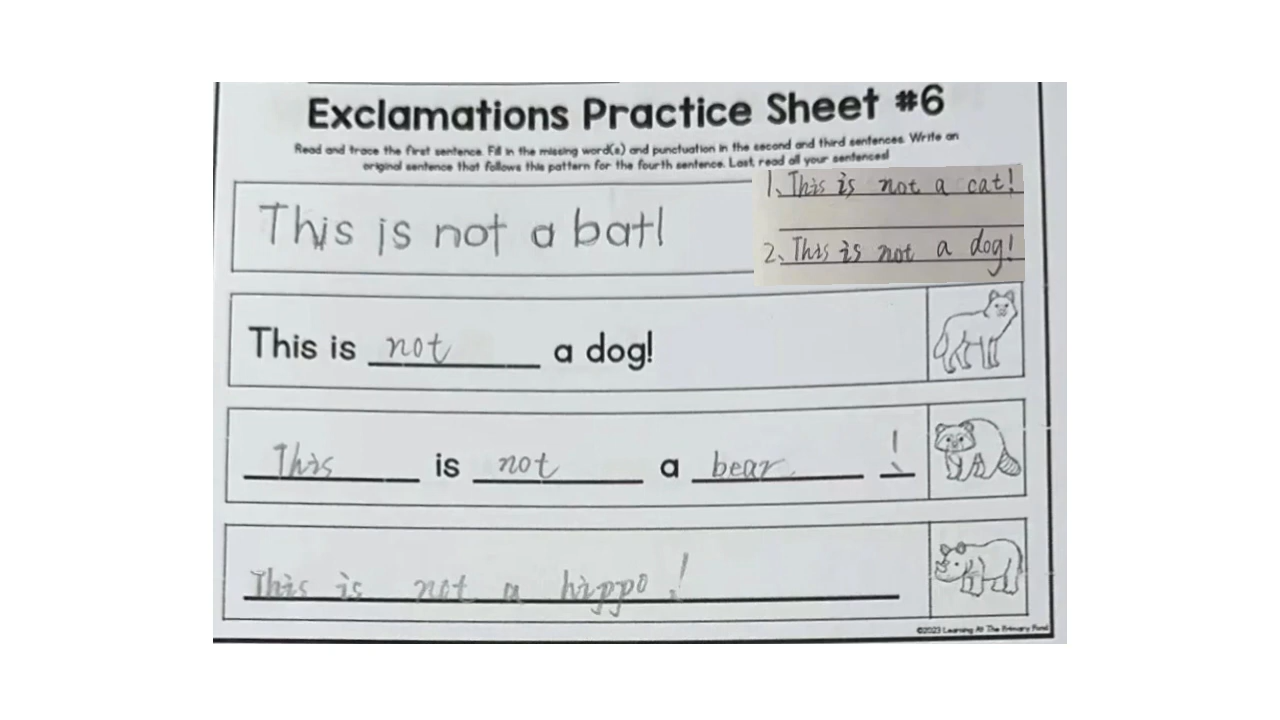 Exclamations Practice Sheet #6
Read and trace the first sentence. Fill in the missing word(s) and punctuation in the second and third sentences. Write an
original sentence that follows this pattern for the fourth sentence. Last, read all your sentences!
1、This is not a cat!
This is not a bat!
2、This is not a dog!
This is not a dog!
This is not a bear !
This is not a hippo!
©2023 Learning At The Primary Pond